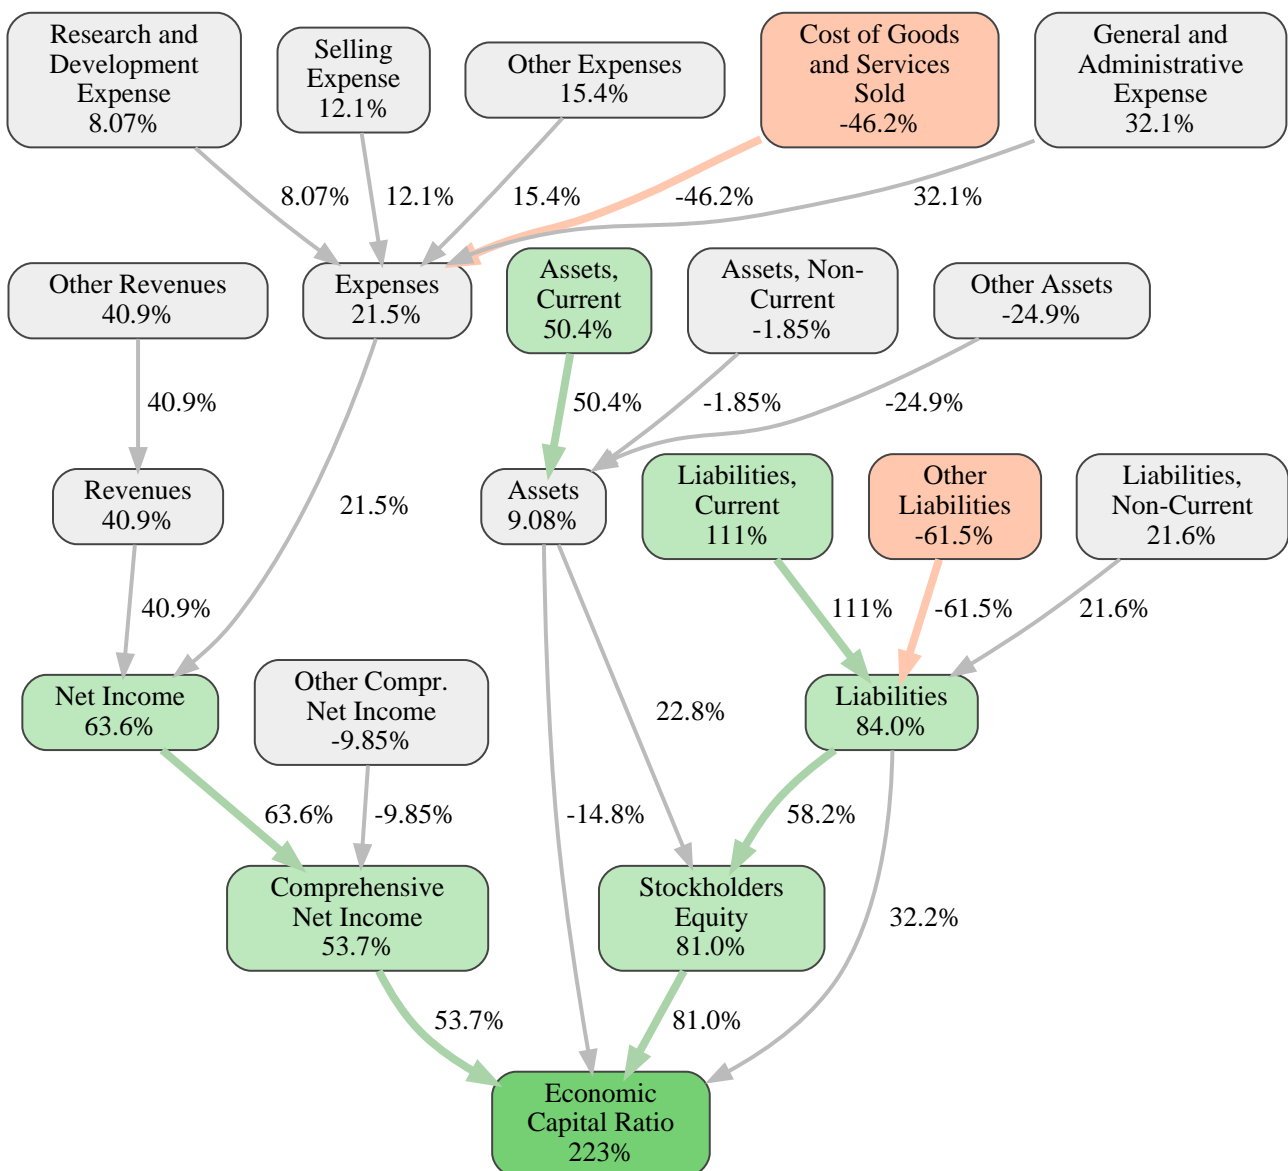 Research and
Development
Expense
8.07%
Selling
Expense
12.1%
Other Expenses
15.4%
Cost of Goods
and Services
Sold
-46.2%
General and
Administrative
Expense
32.1%
8.07%
12.1%
15.4%
-46.2%
32.1%
Other Revenues
40.9%
Expenses
21.5%
Assets,
Current
50.4%
Assets, Non-
Current
-1.85%
Other Assets
-24.9%
40.9%
50.4%
-1.85%
-24.9%
Revenues
40.9%
21.5%
Assets
9.08%
Liabilities,
Current
111%
Other
Liabilities
-61.5%
Liabilities,
Non-Current
21.6%
40.9%
111%
-61.5%
21.6%
Net Income
63.6%
Other Compr.
Net Income
-9.85%
22.8%
Liabilities
84.0%
63.6%
-9.85%
-14.8%
58.2%
Comprehensive
Net Income
53.7%
Stockholders
Equity
81.0%
32.2%
53.7%
81.0%
Economic
Capital Ratio
223%